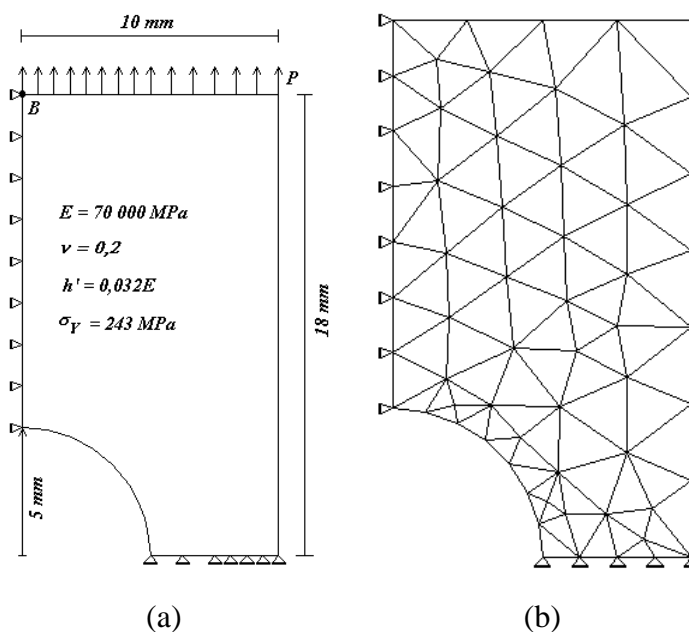 10 mm
P
B
E = 70 000 MPa
ν = 0,2
h' = 0,032E
σY = 243 MPa
18 mm
5 mm
(a)
(b)